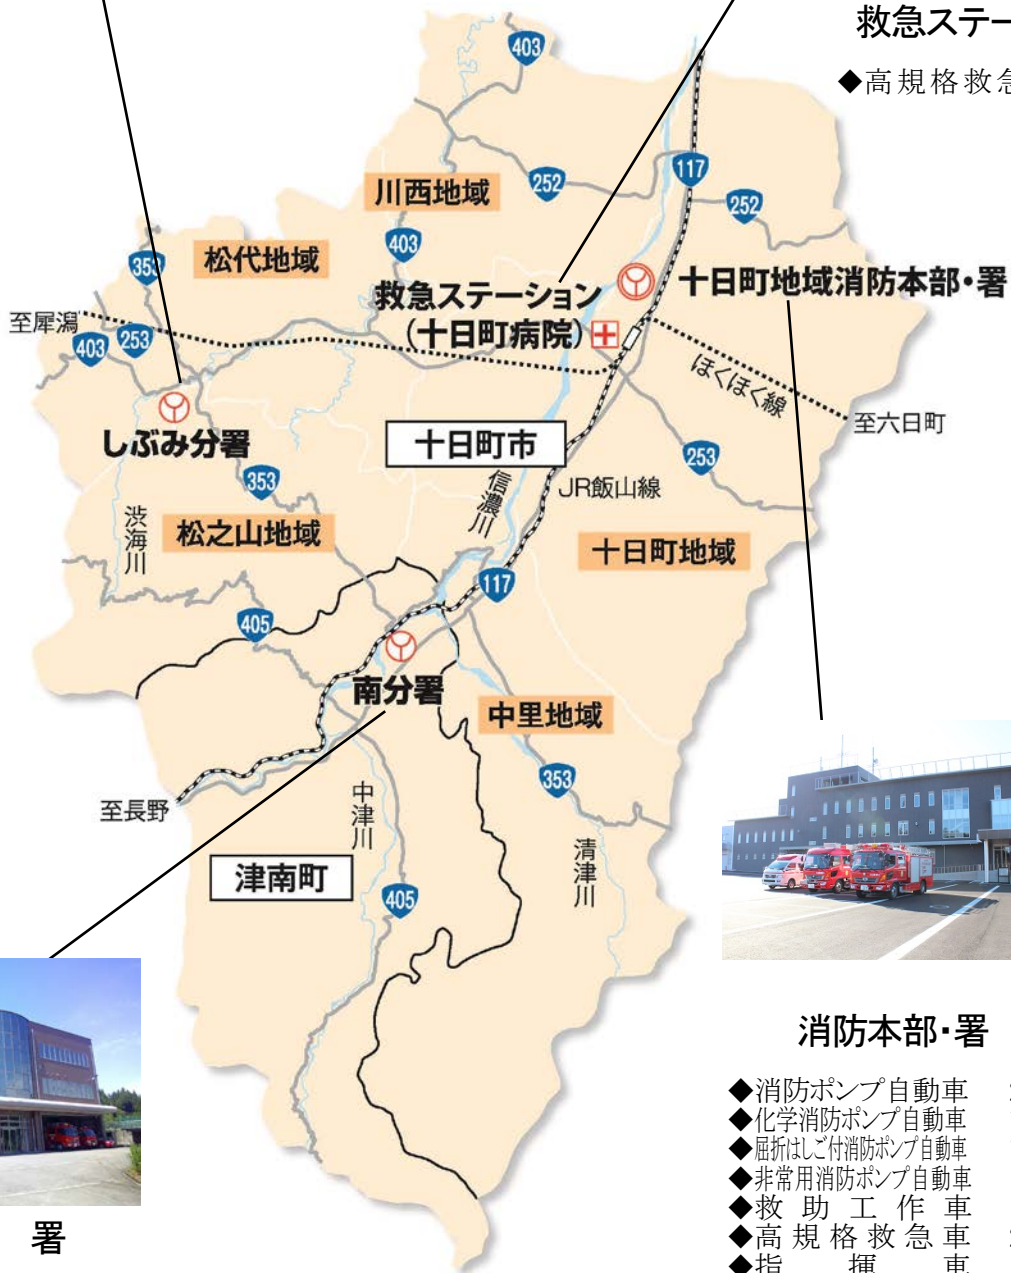 救急ステー
◆高規格救急
403
117
252
252
川西地域
403
松代地域
353
救急ステーション
(十日町病院)
十日町地域消防本部・署
至犀潟
403
253
ほくほく線
至六日町
しぶみ分署
十日町市
253
353
信濃川
JR飯山線
渋海川
松之山地域
十日町地域
117
405
南分署
中里地域
353
至長野
中津川
清津川
津南町
405
消防本部・署
◆消防ポンプ自動車
◆化学消防ポンプ自動車
◆屈折はしご付消防ポンプ自動車
◆非常用消防ポンプ自動車
◆救助工作車
◆高規格救急車
◆指揮車
署